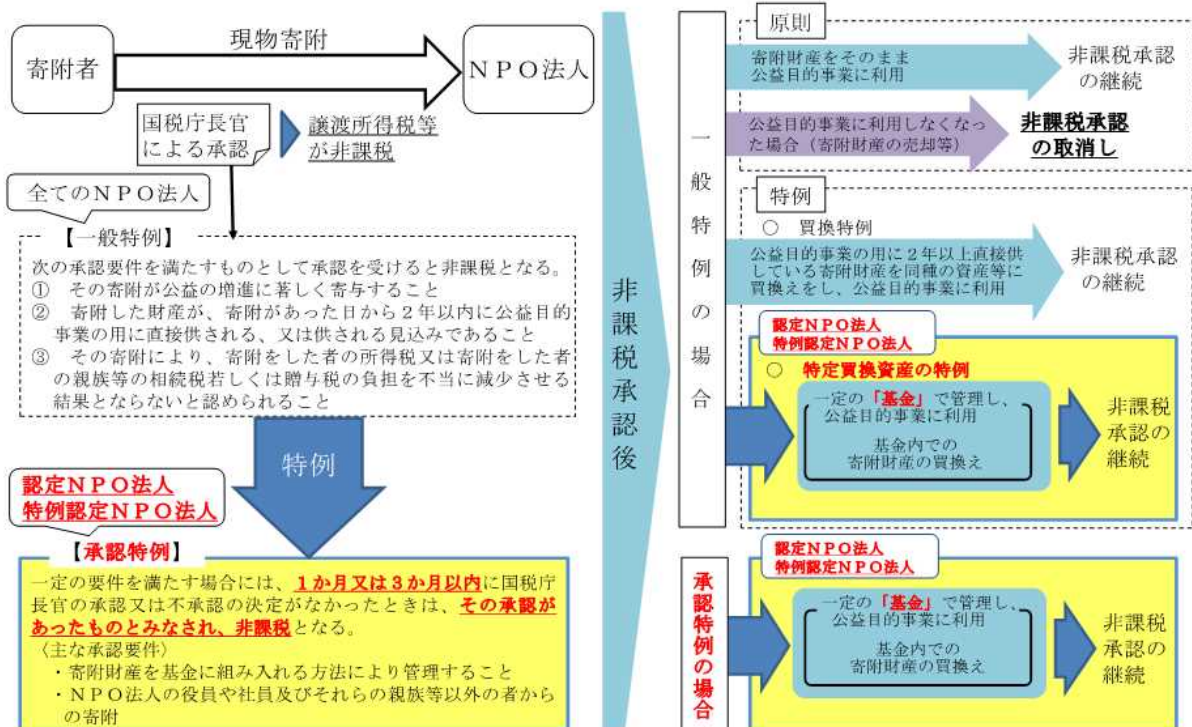 寄附者
現物寄附
ＮＰＯ法人
国税庁長官
による承認
譲渡所得税等
が非課税
全てのＮＰＯ法人
【一般特例】
次の承認要件を満たすものとして承認を受けると非課税となる。
① その寄附が公益の増進に著しく寄与すること
② 寄附した財産が、寄附があった日から２年以内に公益目的
事業の用に直接供される、又は供される見込みであること
③ その寄附により、寄附をした者の所得税又は寄附をした者
の親族等の相続税若しくは贈与税の負担を不当に減少させる
結果とならないと認められること
特例
認定ＮＰＯ法人
特例認定ＮＰＯ法人
【承認特例】
一定の要件を満たす場合には、１か月又は３か月以内に国税庁
長官の承認又は不承認の決定がなかったときは、その承認が
あったものとみなされ、非課税となる。
〈主な承認要件〉
・寄附財産を基金に組み入れる方法により管理すること
・ＮＰＯ法人の役員や社員及びそれらの親族等以外の者から
の寄附
非課税承認後
一般特例の場合
原則
寄附財産をそのまま
公益目的事業に利用
非課税承認
の継続
公益目的事業に利用しなくなっ
た場合（寄附財産の売却等）
非課税承認
の取消し
特例
○ 買換特例
公益目的事業の用に２年以上直接供
している寄附財産を同種の資産等に
買換えをし、公益目的事業に利用
非課税承認
の継続
認定ＮＰＯ法人
特例認定ＮＰＯ法人
○ 特定買換資産の特例
一定の「基金」で管理し、
公益目的事業に利用
基金内での
寄附財産の買換え
非課税
承認の
継続
承認特例の場合
認定ＮＰＯ法人
特例認定ＮＰＯ法人
一定の「基金」で管理し、
公益目的事業に利用
基金内での
寄附財産の買換え
非課税
承認の
継続